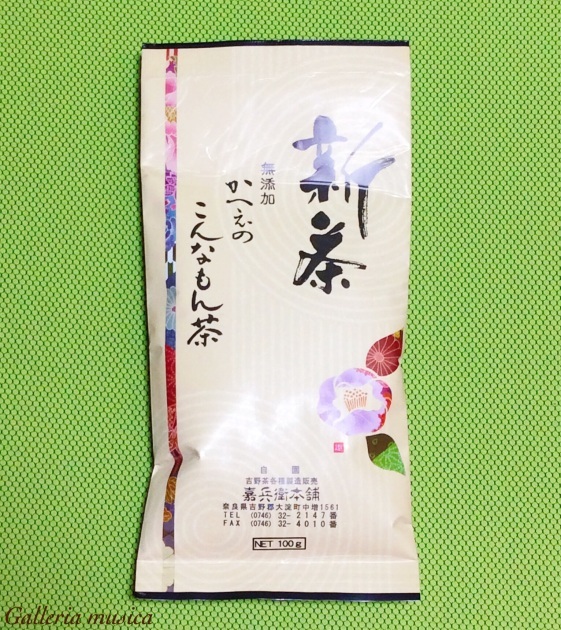 新茶
無添加
かへえの
こんなもん茶
自園
吉野茶各種製造販売
嘉兵衛本舗
奈良県吉野郡大淀町中増1561
TEL (0746) 32-2147番
FAX (0746) 32-4010番
NET 100g
Galleria musica